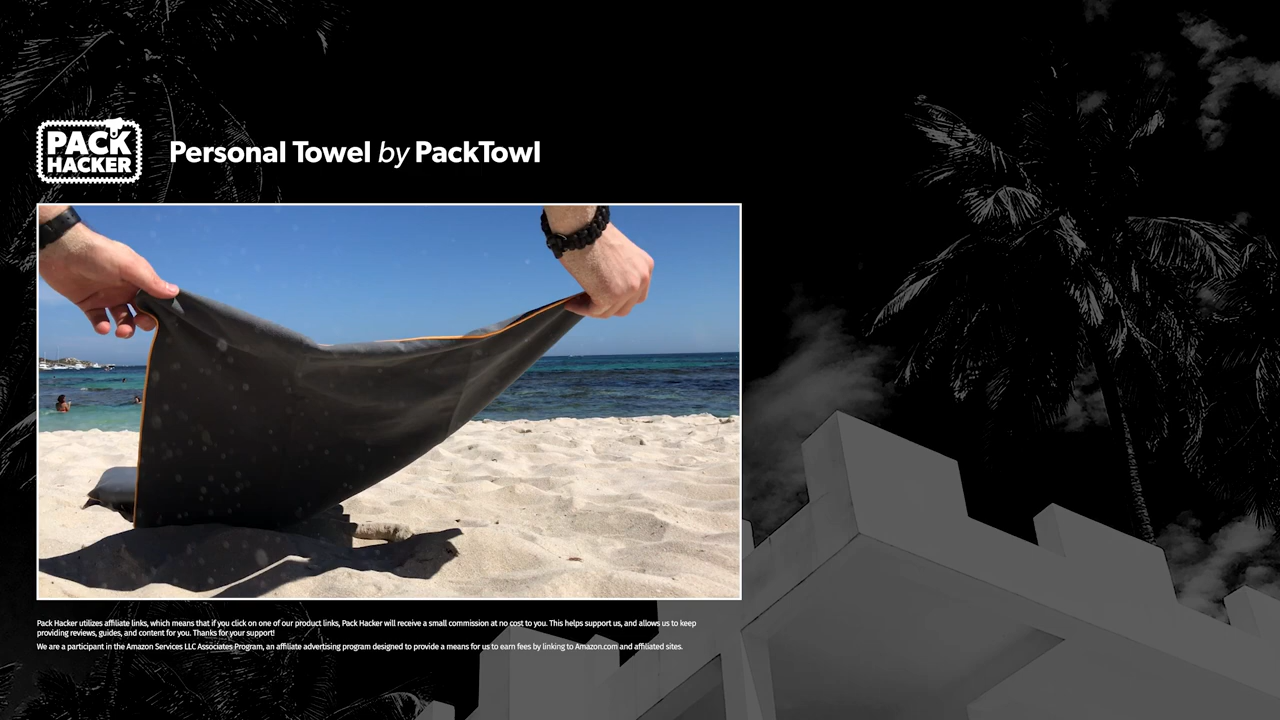 PACK
HACKER
Personal Towel by PackTowl
Pack Hacker utilizes affiliate links, which means that if you click on one of our product links, Pack Hacker will receive a small commission at no cost to you. This helps support us, and allows us to keep
providing reviews, guides, and content for you. Thanks for your support!
We are a participant in the Amazon Services LLC Associates Program, an affiliate advertising program designed to provide a means for us to earn fees by linking to Amazon.com and affiliated sites.